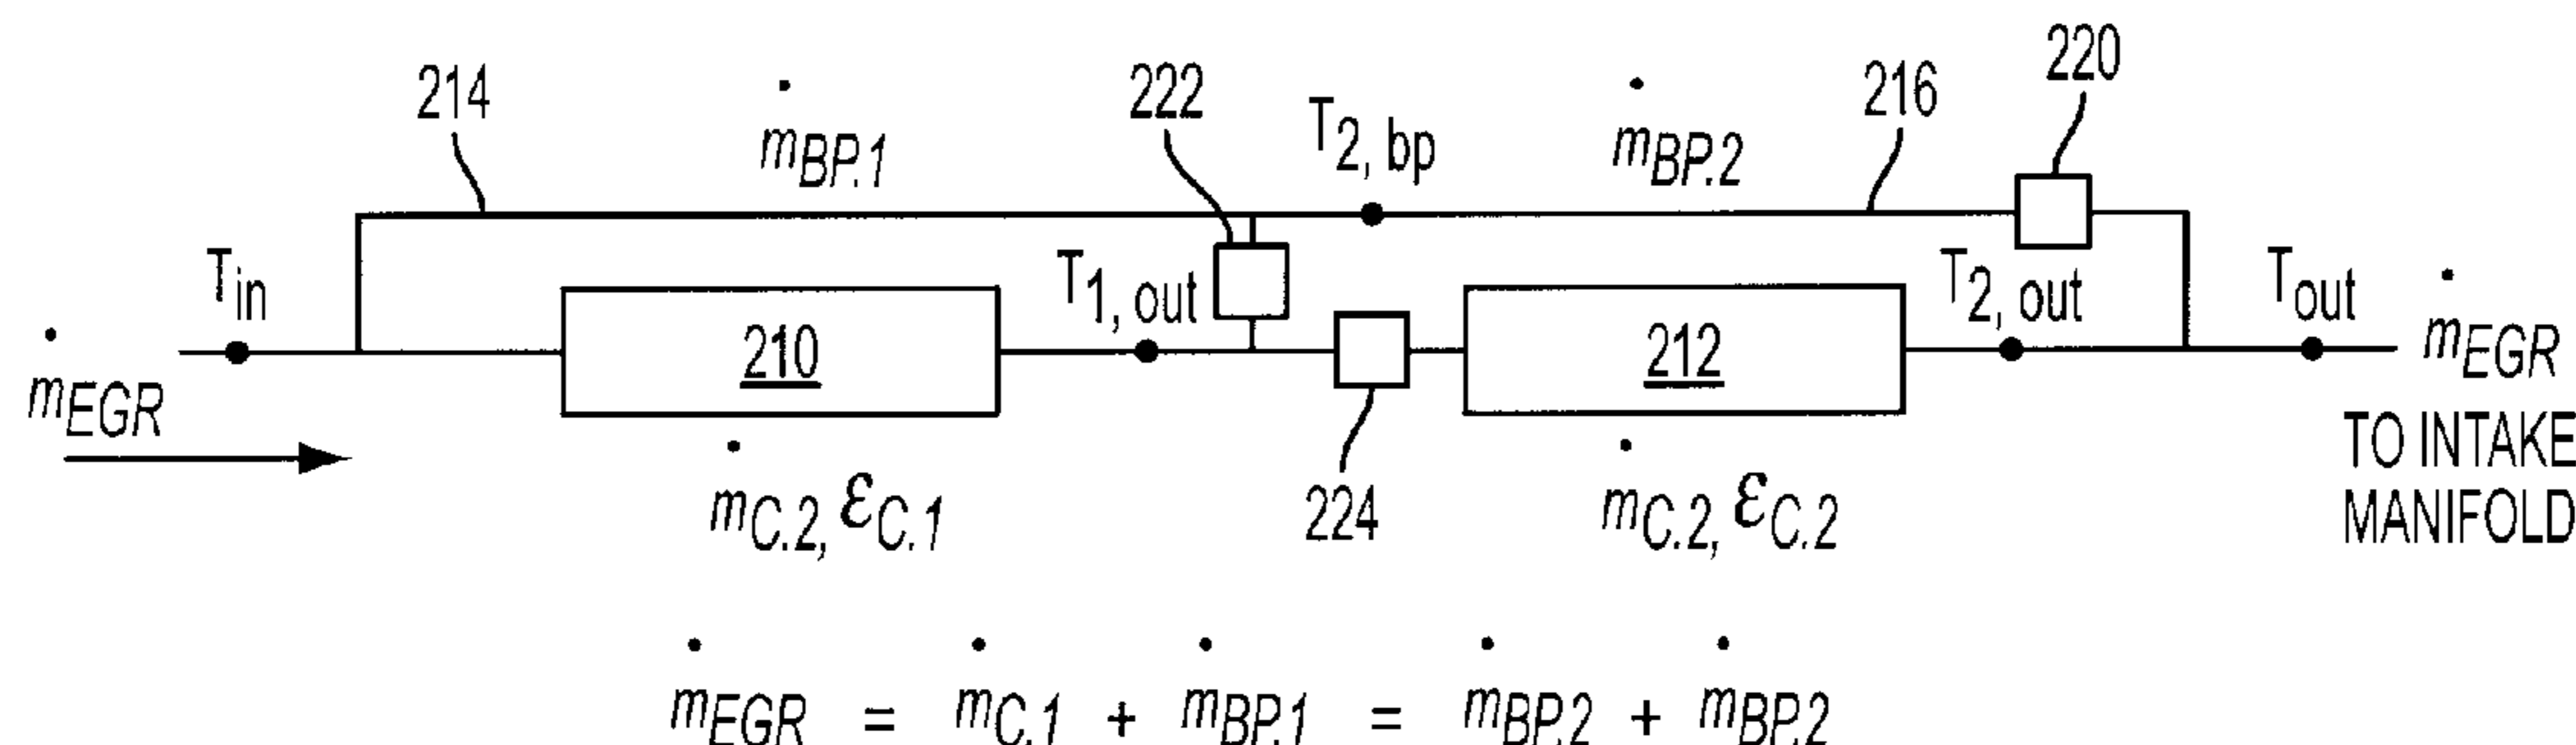 214
ṁBP.1
222
T2, bp
ṁBP.2
216
220
Tin
T1, out
T2, out
Tout
ṁEGR
210
212
ṁEGR
TO INTAKE
MANIFOLD
ṁC.2, εC.1
224
ṁC.2, εC.2
ṁEGR = ṁC.1 + ṁBP.1 = ṁBP.2 + ṁBP.2